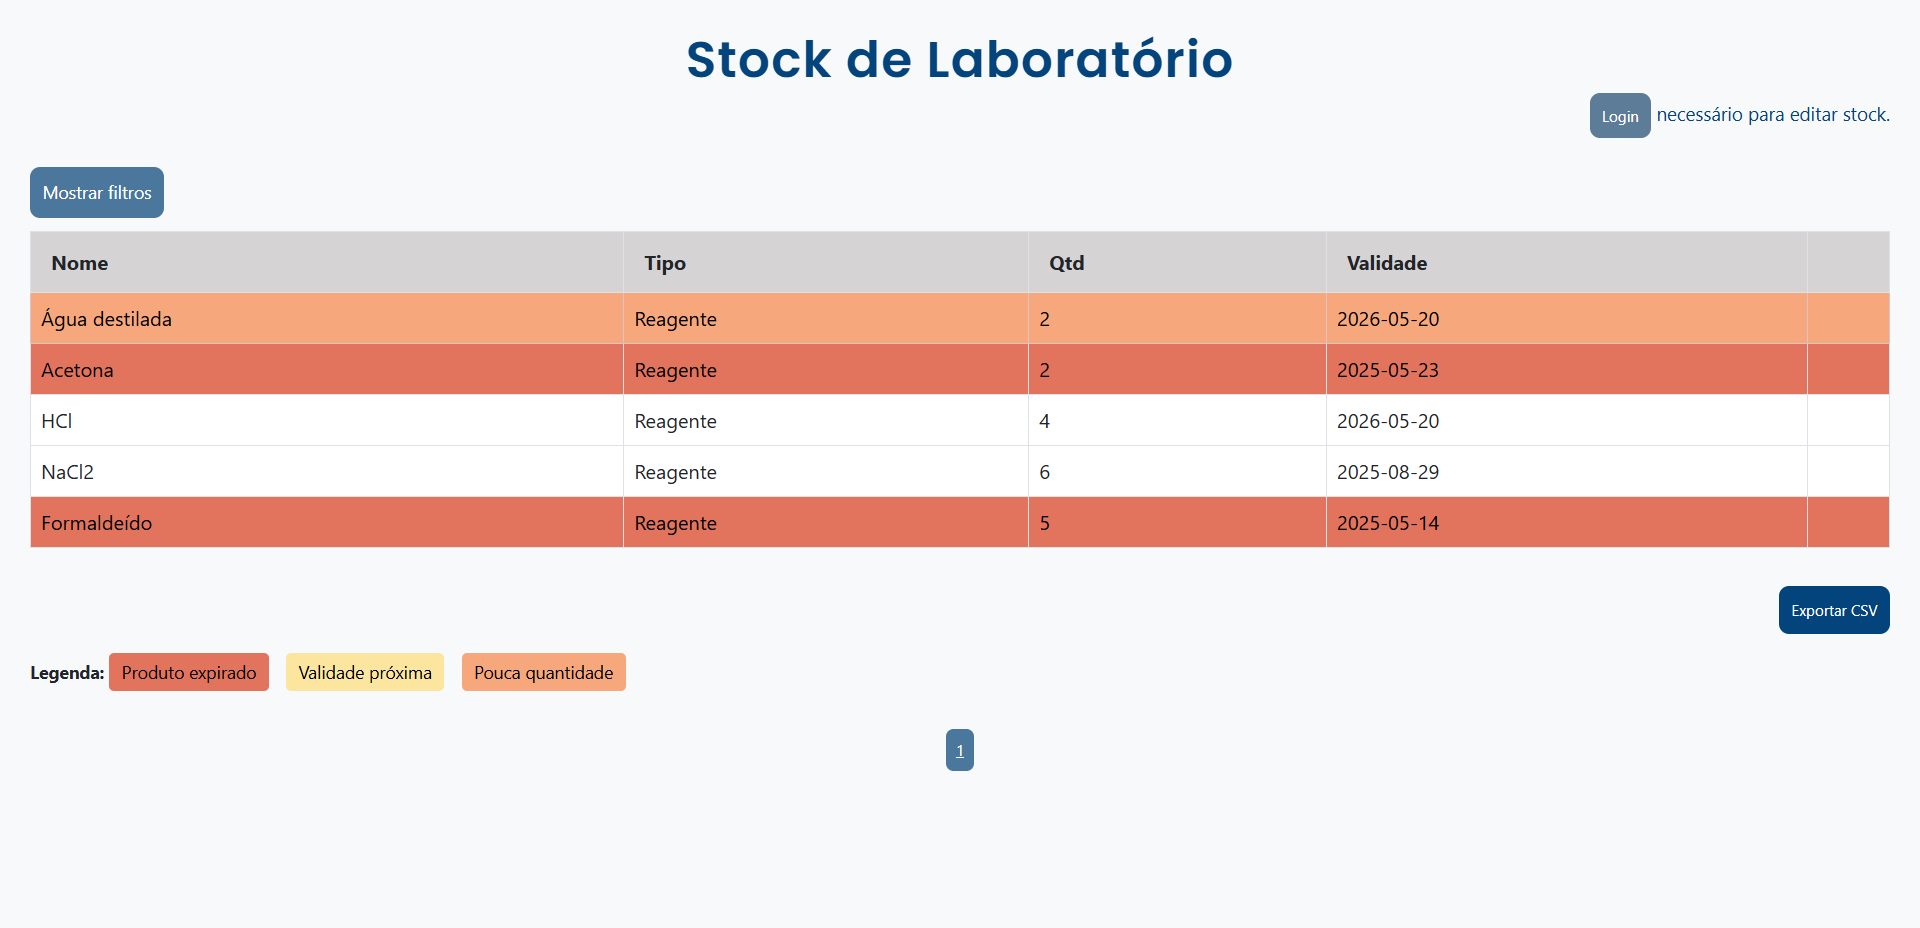 Stock de Laboratório
Login necessário para editar stock.
Mostrar filtros
Nome Tipo Qtd Validade
Água destilada Reagente 2 2026-05-20
Acetona Reagente 2 2025-05-23
HCl Reagente 4 2026-05-20
NaCl2 Reagente 6 2025-08-29
Formaldeído Reagente 5 2025-05-14
Exportar CSV
Legenda: Produto expirado Validade próxima Pouca quantidade
1